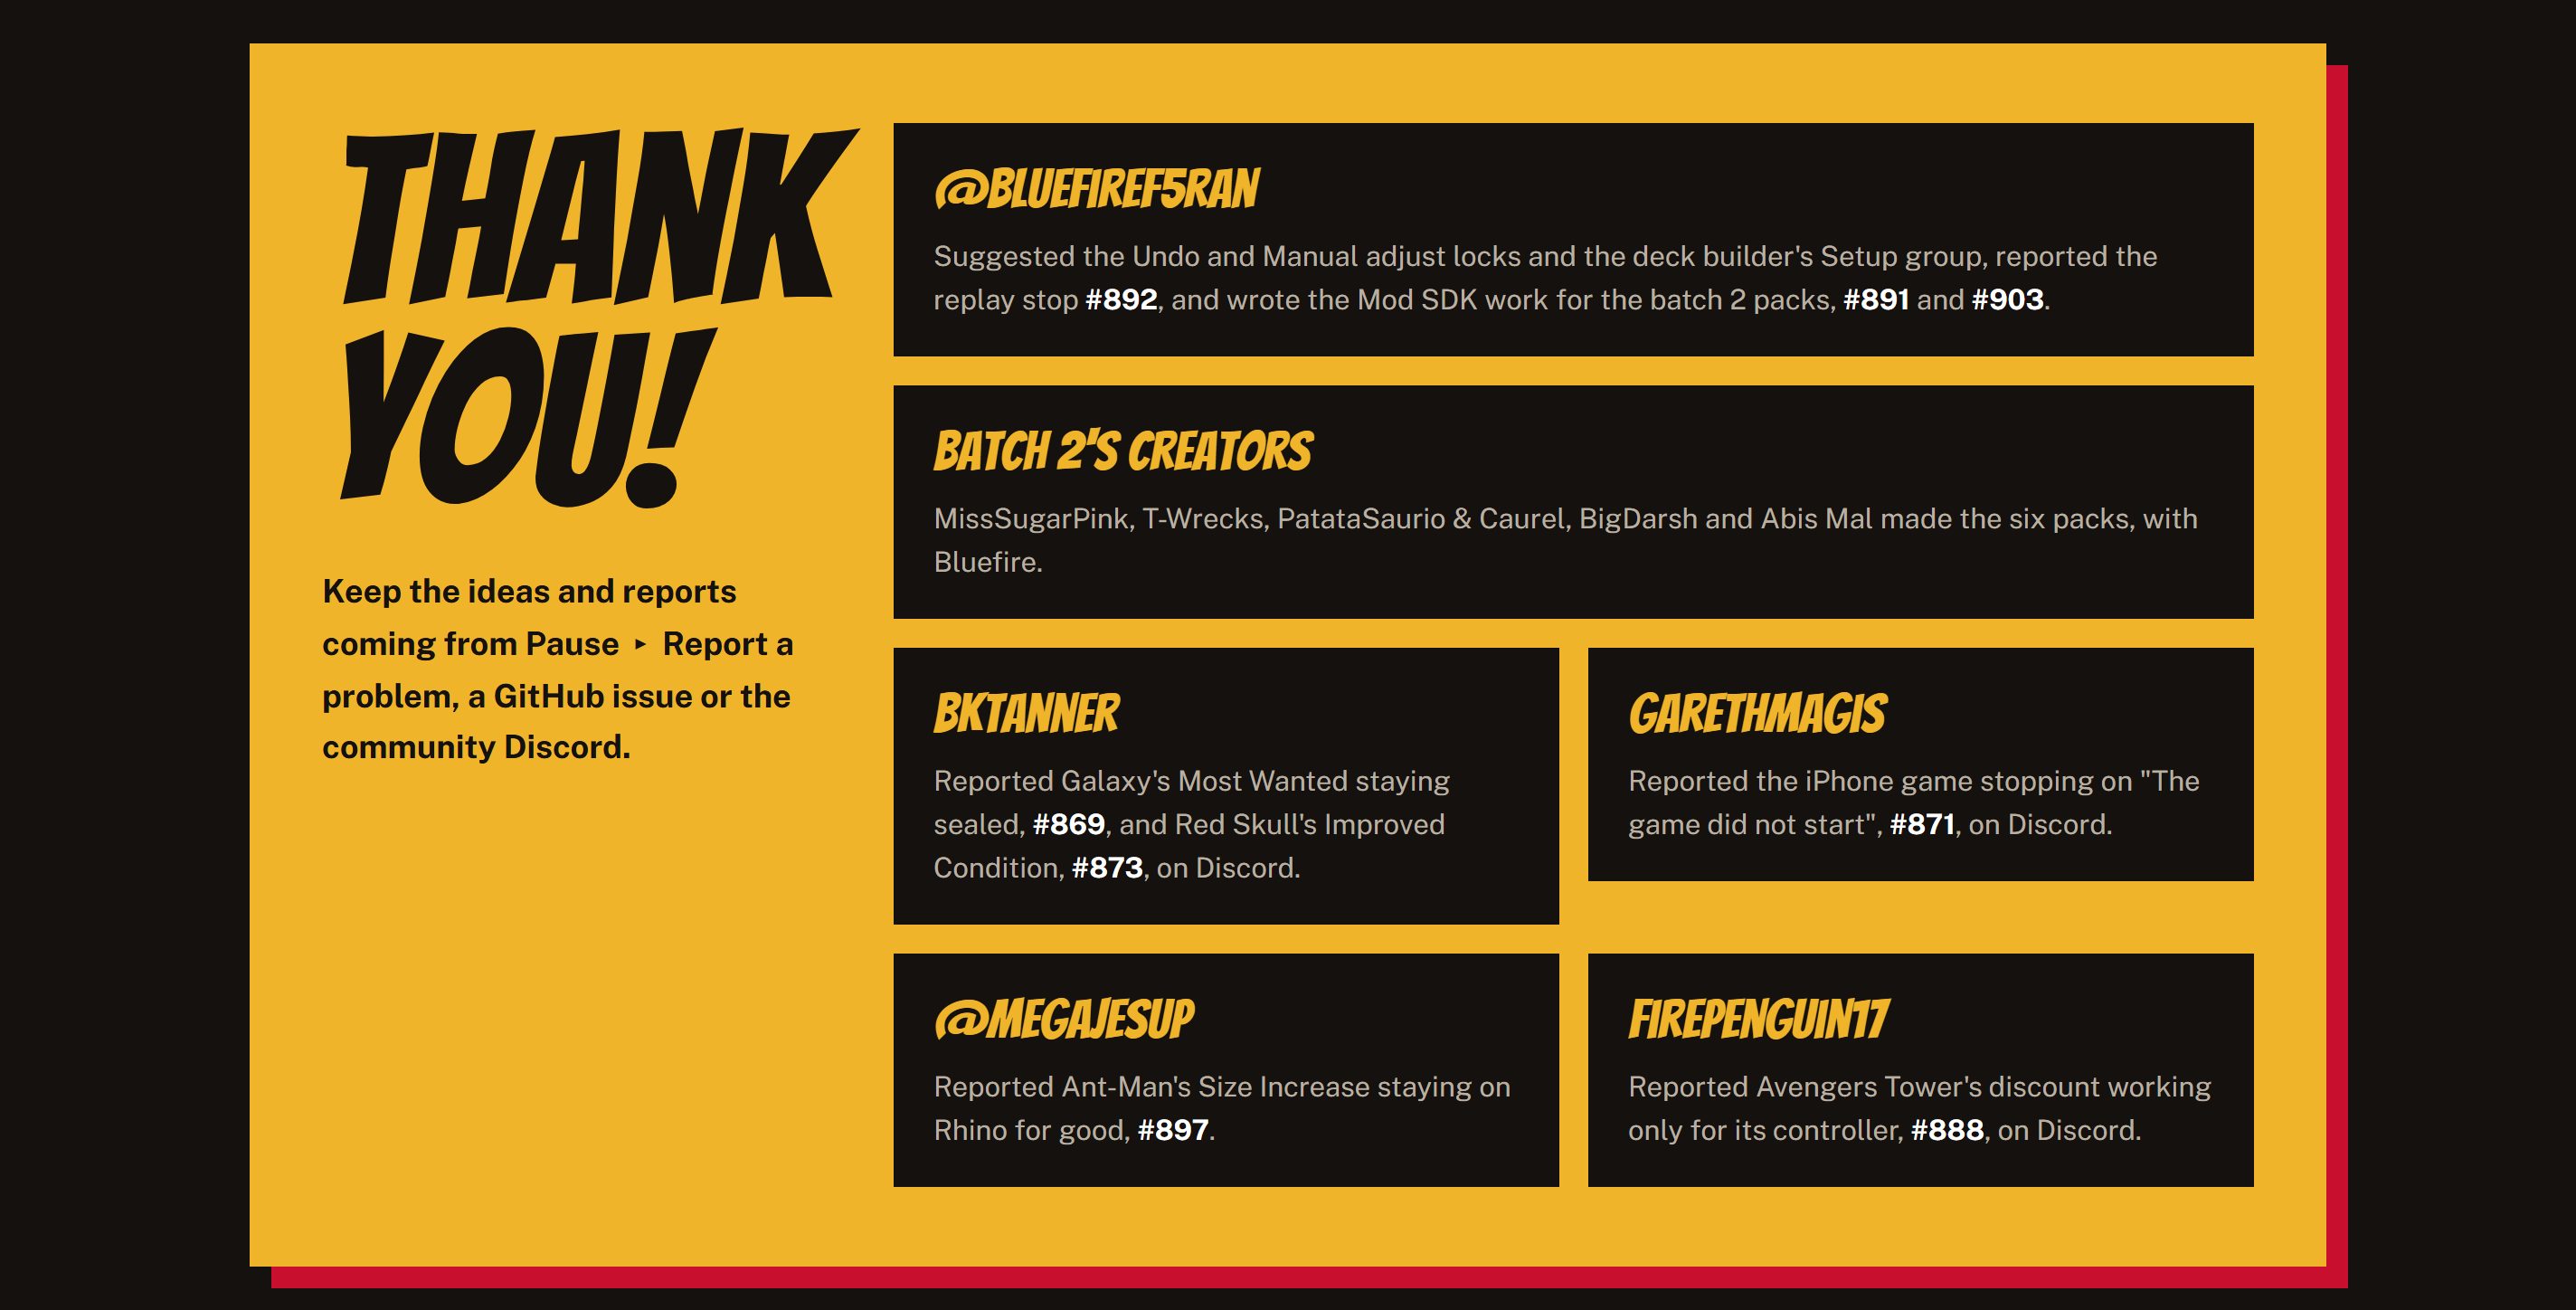 THANK
YOU!
Keep the ideas and reports
coming from Pause ▸ Report a
problem, a GitHub issue or the
community Discord.
@BLUEFIREF5RAN
Suggested the Undo and Manual adjust locks and the deck builder's Setup group, reported the
replay stop #892, and wrote the Mod SDK work for the batch 2 packs, #891 and #903.
BATCH 2'S CREATORS
MissSugarPink, T-Wrecks, PatataSaurio & Caurel, BigDarsh and Abis Mal made the six packs, with
Bluefire.
BKTANNER
Reported Galaxy's Most Wanted staying
sealed, #869, and Red Skull's Improved
Condition, #873, on Discord.
GARETHMAGIS
Reported the iPhone game stopping on "The
game did not start", #871, on Discord.
@MEGAJESUP
Reported Ant-Man's Size Increase staying on
Rhino for good, #897.
FIREPENGUIN17
Reported Avengers Tower's discount working
only for its controller, #888, on Discord.